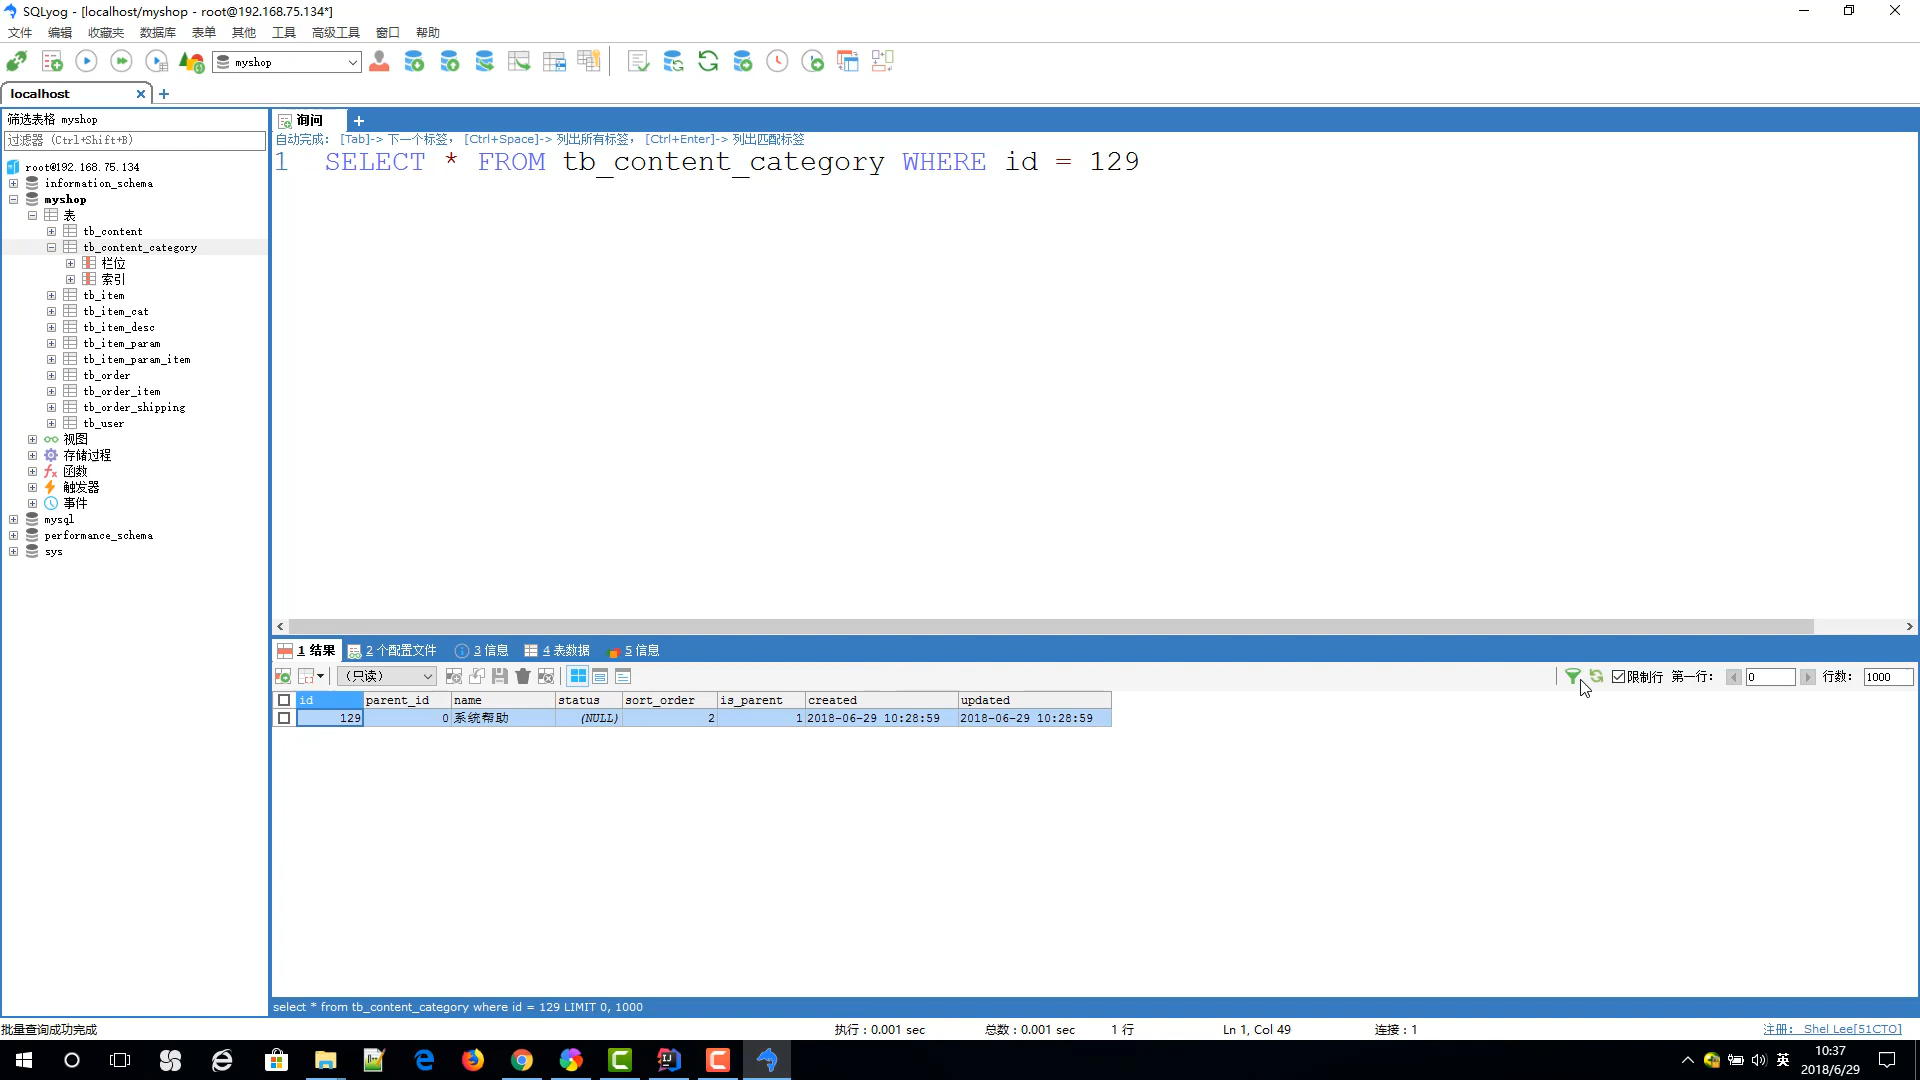 SQLyog - [localhost/myshop - root@192.168.75.134*]
文件 编辑 收藏夹 数据库 表单 其他 工具 高级工具 窗口 帮助
myshop
localhost
筛选表格 myshop
过滤器 (Ctrl+Shift+B)
root@192.168.75.134
information_schema
myshop
表
tb_content
tb_content_category
栏位
索引
tb_item
tb_item_cat
tb_item_desc
tb_item_param
tb_item_param_item
tb_order
tb_order_item
tb_order_shipping
tb_user
视图
存储过程
函数
触发器
事件
mysql
performance_schema
sys
询问
自动完成: [Tab]-> 下一个标签, [Ctrl+Space]-> 列出所有标签, [Ctrl+Enter]-> 列出匹配标签
1 SELECT * FROM tb_content_category WHERE id = 129
1 结果 2 个配置文件 3 信息 4 表数据 5 信息
(只读) 限制行 第一行: 0 行数: 1000
id parent_id name status sort_order is_parent created updated
129 0 系统帮助 (NULL) 2 1 2018-06-29 10:28:59 2018-06-29 10:28:59
select * from tb_content_category where id = 129 LIMIT 0, 1000
批量查询成功完成 执行:0.001 sec 总数:0.001 sec 1 行 Ln 1, Col 49 连接:1 注册: Shel Lee[51CTO]
英 10:37
2018/6/29